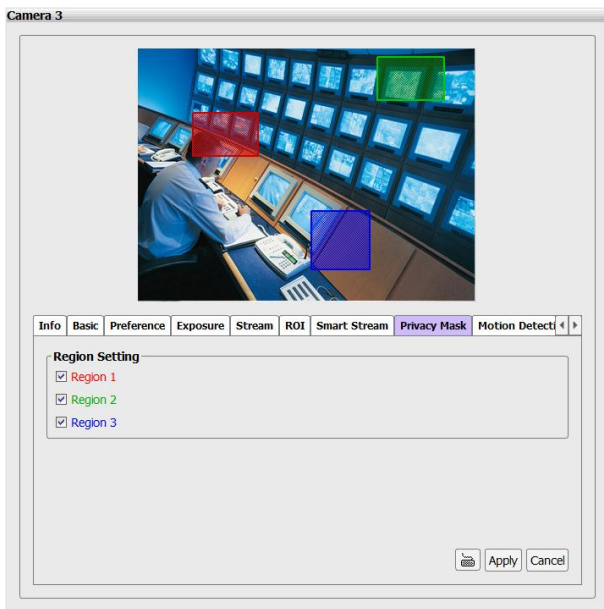 Camera 3
Info Basic Preference Exposure Stream ROI Smart Stream Privacy Mask Motion Detecti
Region Setting
Region 1
Region 2
Region 3
Apply Cancel